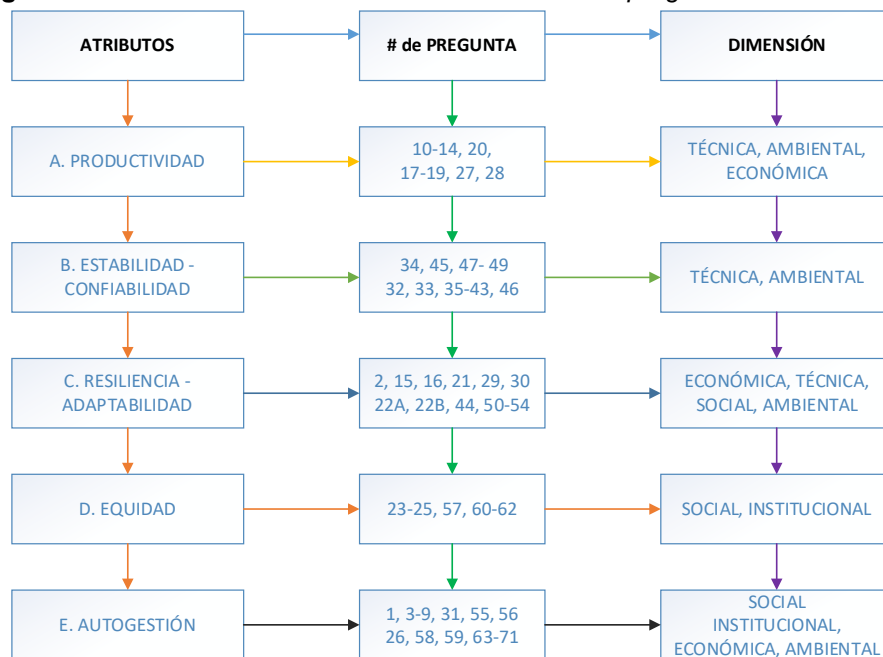 ATRIBUTOS
# de PREGUNTA
DIMENSIÓN
A. PRODUCTIVIDAD
10-14, 20,
17-19, 27, 28
TÉCNICA, AMBIENTAL,
ECONÓMICA
B. ESTABILIDAD -
CONFIABILIDAD
34, 45, 47- 49
32, 33, 35-43, 46
TÉCNICA, AMBIENTAL
C. RESILIENCIA -
ADAPTABILIDAD
2, 15, 16, 21, 29, 30
22A, 22B, 44, 50-54
ECONÓMICA, TÉCNICA,
SOCIAL, AMBIENTAL
D. EQUIDAD
23-25, 57, 60-62
SOCIAL, INSTITUCIONAL
E. AUTOGESTIÓN
1, 3-9, 31, 55, 56
26, 58, 59, 63-71
SOCIAL
INSTITUCIONAL,
ECONÓMICA, AMBIENTAL